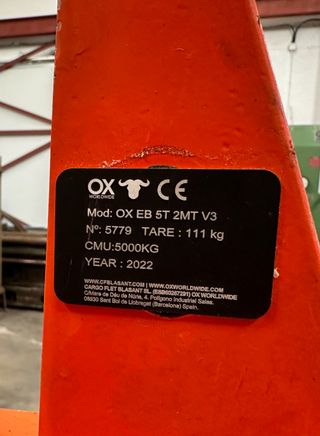 OX
WORLDWIDE
CE
Mod: OX EB 5T 2MT V3
Nº: 5779 TARE : 111 kg
CMU:5000KG
YEAR : 2022
WWW.CFBLASANT.COM | WWW.OXWORLDWIDE.COM
CARGO FLET BLASANT SL. (ESB60267291) OX WORLDWIDE
C/Mare de Déu de Núria, 4. Polígono Industrial Salas.
08830 Sant Boi de Llobregat (Barcelona) Spain.